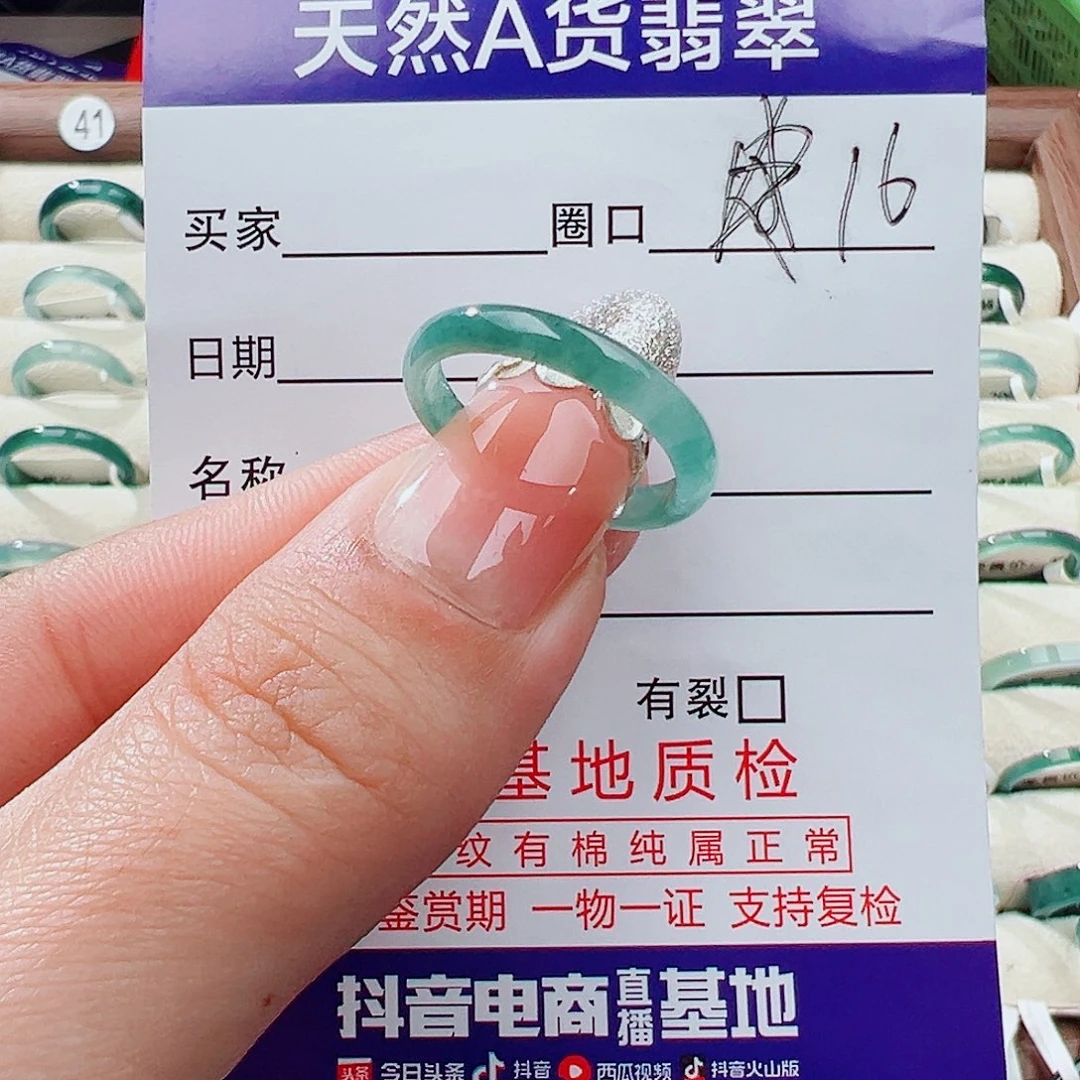 天然A货翡翠
41
买家 圈口 16
日期
名称
有裂□
基地质检
纹有棉纯属正常
鉴赏期 一物一证 支持复检
抖音电商直播基地
头条 今日头条 抖音 西瓜视频 抖音火山版